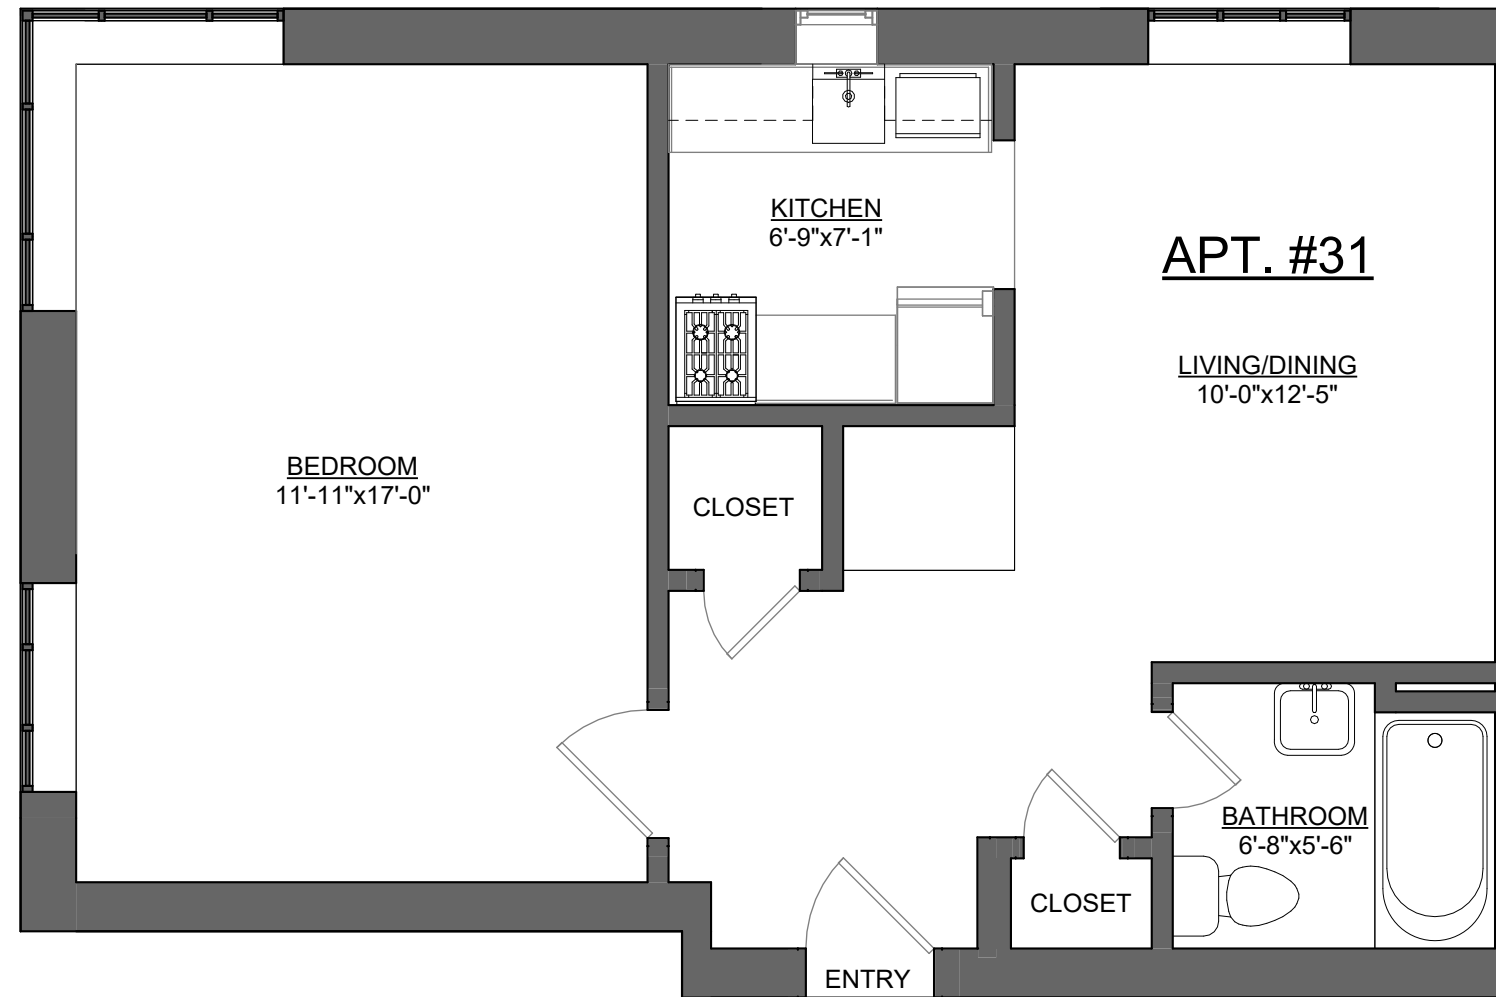 KITCHEN
6'-9"x7'-1"
APT. #31
LIVING/DINING
10'-0"x12'-5"
BEDROOM
11'-11"x17'-0"
CLOSET
BATHROOM
6'-8"x5'-6"
CLOSET
ENTRY